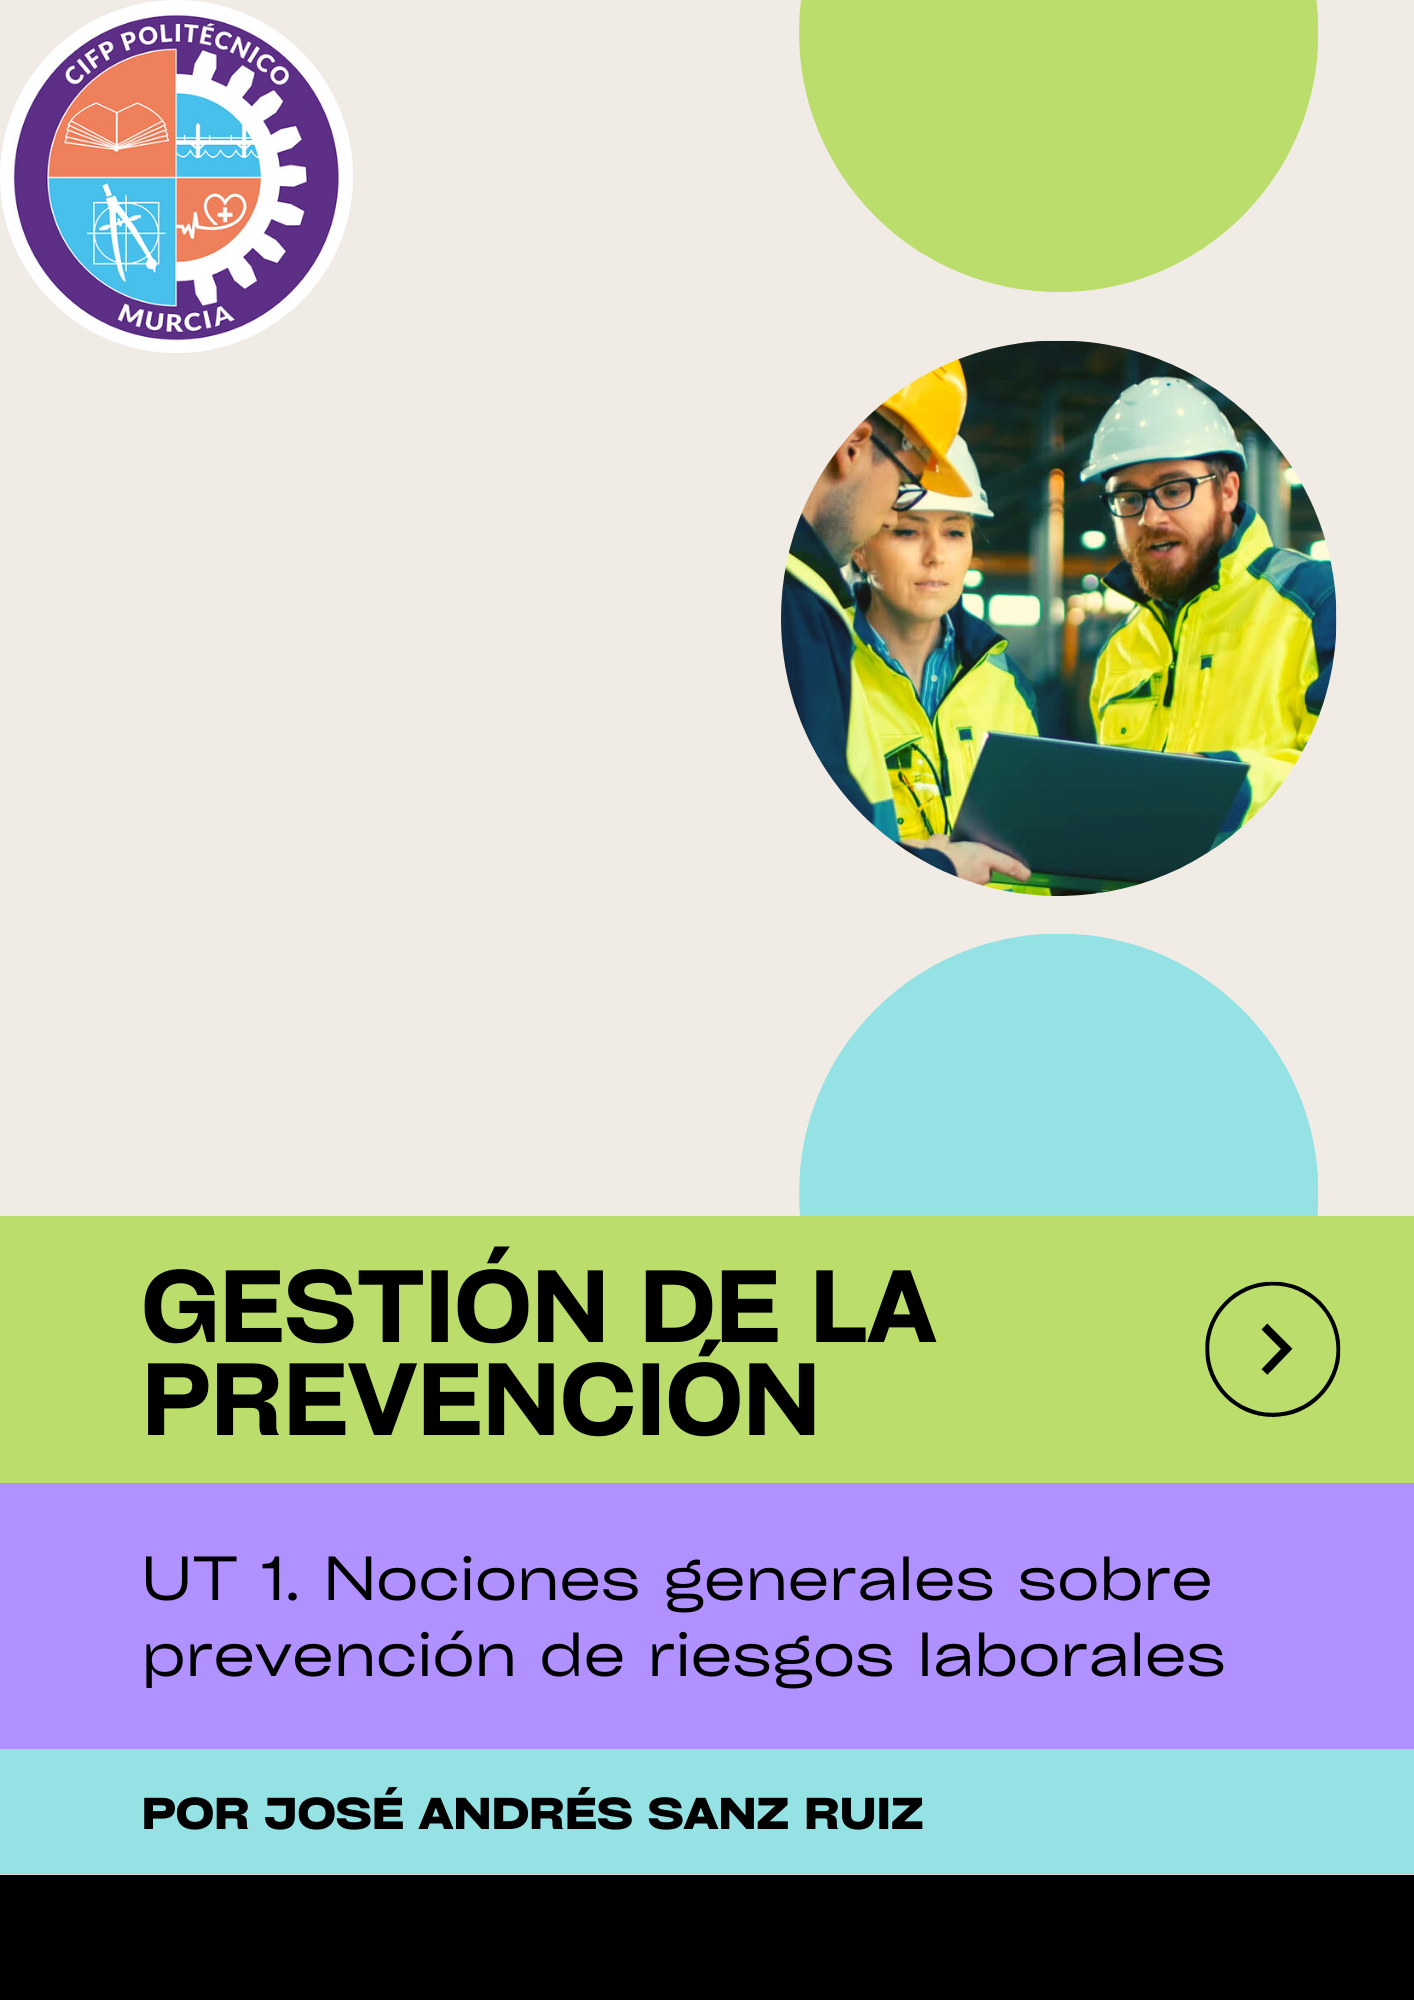 CIFP POLITÉCNICO
MURCIA
GESTIÓN DE LA
PREVENCIÓN
UT 1. Nociones generales sobre
prevención de riesgos laborales
POR JOSÉ ANDRÉS SANZ RUIZ